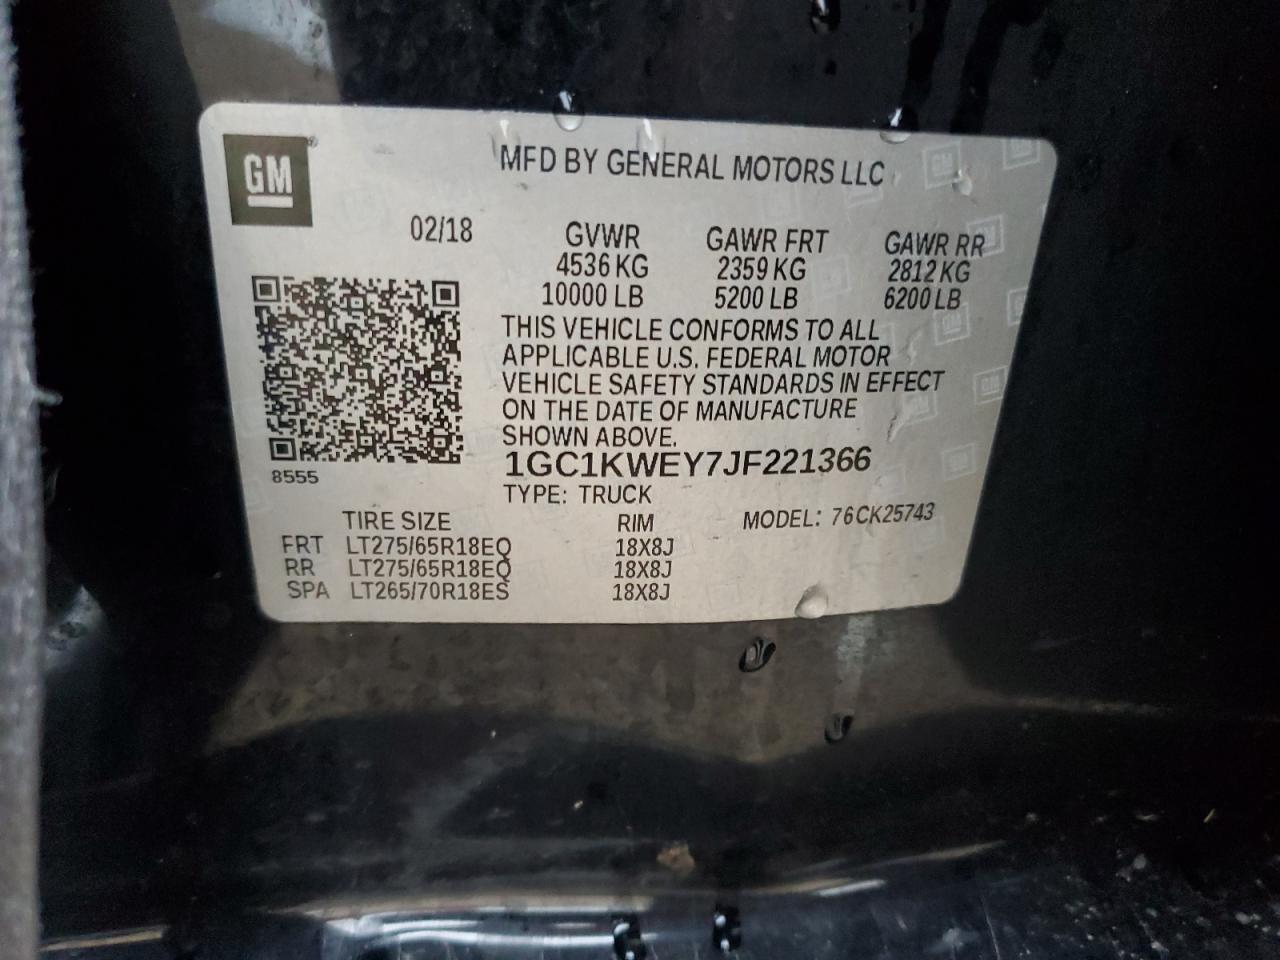 GM
MFD BY GENERAL MOTORS LLC
02/18 GVWR GAWR FRT GAWR RR
4536 KG 2359 KG 2812 KG
10000 LB 5200 LB 6200 LB
THIS VEHICLE CONFORMS TO ALL
APPLICABLE U.S. FEDERAL MOTOR
VEHICLE SAFETY STANDARDS IN EFFECT
ON THE DATE OF MANUFACTURE
SHOWN ABOVE.
8555
1GC1KWEY7JF221366
TYPE: TRUCK
TIRE SIZE RIM MODEL: 76CK25743
FRT LT275/65R18EQ 18X8J
RR LT275/65R18EQ 18X8J
SPA LT265/70R18ES 18X8J